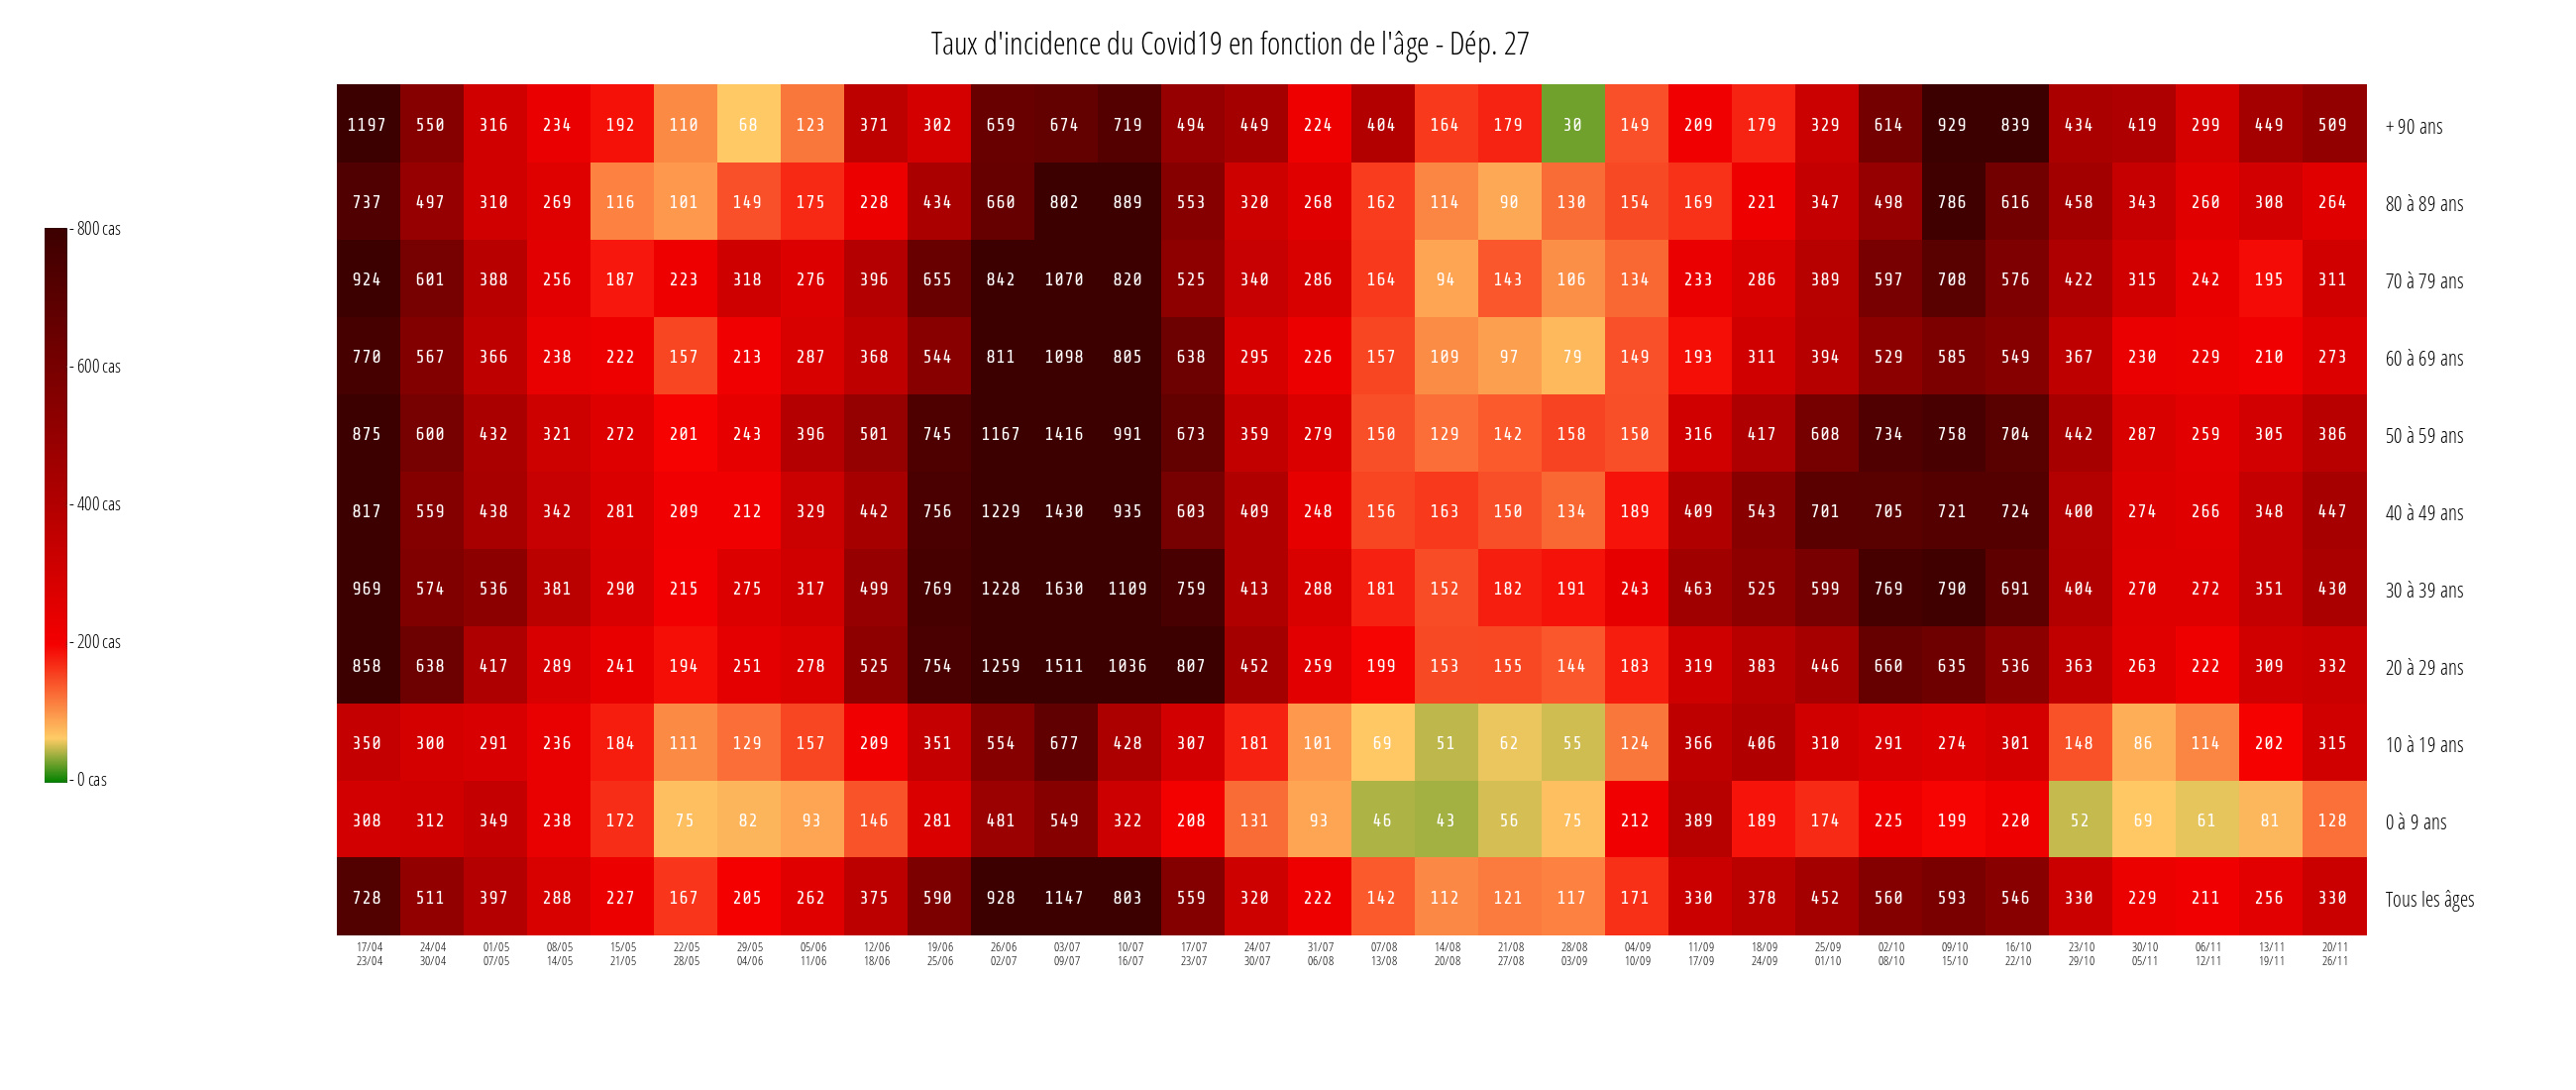 Taux d'incidence du Covid19 en fonction de l'âge - Dép. 27
1197 550 316 234 192 110 68 123 371 302 659 674 719 494 449 224 404 164 179 30 149 209 179 329 614 929 839 434 419 299 449 509 + 90 ans
737 497 310 269 116 101 149 175 228 434 660 802 889 553 320 268 162 114 90 130 154 169 221 347 498 786 616 458 343 260 308 264 80 à 89 ans
- 800 cas
924 601 388 256 187 223 318 276 396 655 842 1070 820 525 340 286 164 94 143 106 134 233 286 389 597 708 576 422 315 242 195 311 70 à 79 ans
770 567 366 238 222 157 213 287 368 544 811 1098 805 638 295 226 157 109 97 79 149 193 311 394 529 585 549 367 230 229 210 273 60 à 69 ans
- 600 cas
875 600 432 321 272 201 243 396 501 745 1167 1416 991 673 359 279 150 129 142 158 150 316 417 608 734 758 704 442 287 259 305 386 50 à 59 ans
- 400 cas
817 559 438 342 281 209 212 329 442 756 1229 1430 935 603 409 248 156 163 150 134 189 409 543 701 705 721 724 400 274 266 348 447 40 à 49 ans
969 574 536 381 290 215 275 317 499 769 1228 1630 1109 759 413 288 181 152 182 191 243 463 525 599 769 790 691 404 270 272 351 430 30 à 39 ans
- 200 cas
858 638 417 289 241 194 251 278 525 754 1259 1511 1036 807 452 259 199 153 155 144 183 319 383 446 660 635 536 363 263 222 309 332 20 à 29 ans
350 300 291 236 184 111 129 157 209 351 554 677 428 307 181 101 69 51 62 55 124 366 406 310 291 274 301 148 86 114 202 315 10 à 19 ans
- 0 cas
308 312 349 238 172 75 82 93 146 281 481 549 322 208 131 93 46 43 56 75 212 389 189 174 225 199 220 52 69 61 81 128 0 à 9 ans
728 511 397 288 227 167 205 262 375 590 928 1147 803 559 320 222 142 112 121 117 171 330 378 452 560 593 546 330 229 211 256 330 Tous les âges
17/04 24/04 01/05 08/05 15/05 22/05 29/05 05/06 12/06 19/06 26/06 03/07 10/07 17/07 24/07 31/07 07/08 14/08 21/08 28/08 04/09 11/09 18/09 25/09 02/10 09/10 16/10 23/10 30/10 06/11 13/11 20/11
23/04 30/04 07/05 14/05 21/05 28/05 04/06 11/06 18/06 25/06 02/07 09/07 16/07 23/07 30/07 06/08 13/08 20/08 27/08 03/09 10/09 17/09 24/09 01/10 08/10 15/10 22/10 29/10 05/11 12/11 19/11 26/11